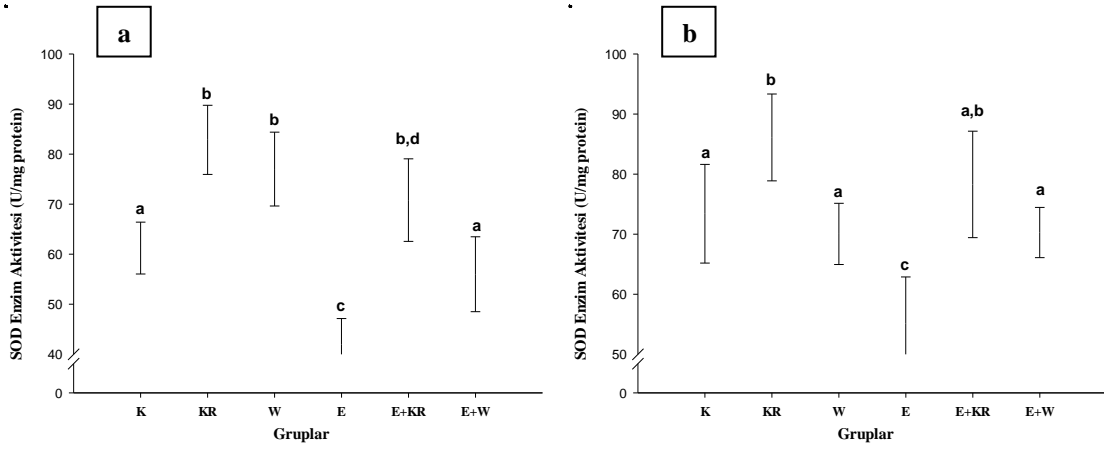 a
SOD Enzim Aktivitesi (U/mg protein)
100
90
80
70
60
50
40
0
a
b
b
c
b,d
a
K KR W E E+KR E+W
Gruplar
b
SOD Enzim Aktivitesi (U/mg protein)
100
90
80
70
60
50
0
a
b
a
c
a,b
a
K KR W E E+KR E+W
Gruplar